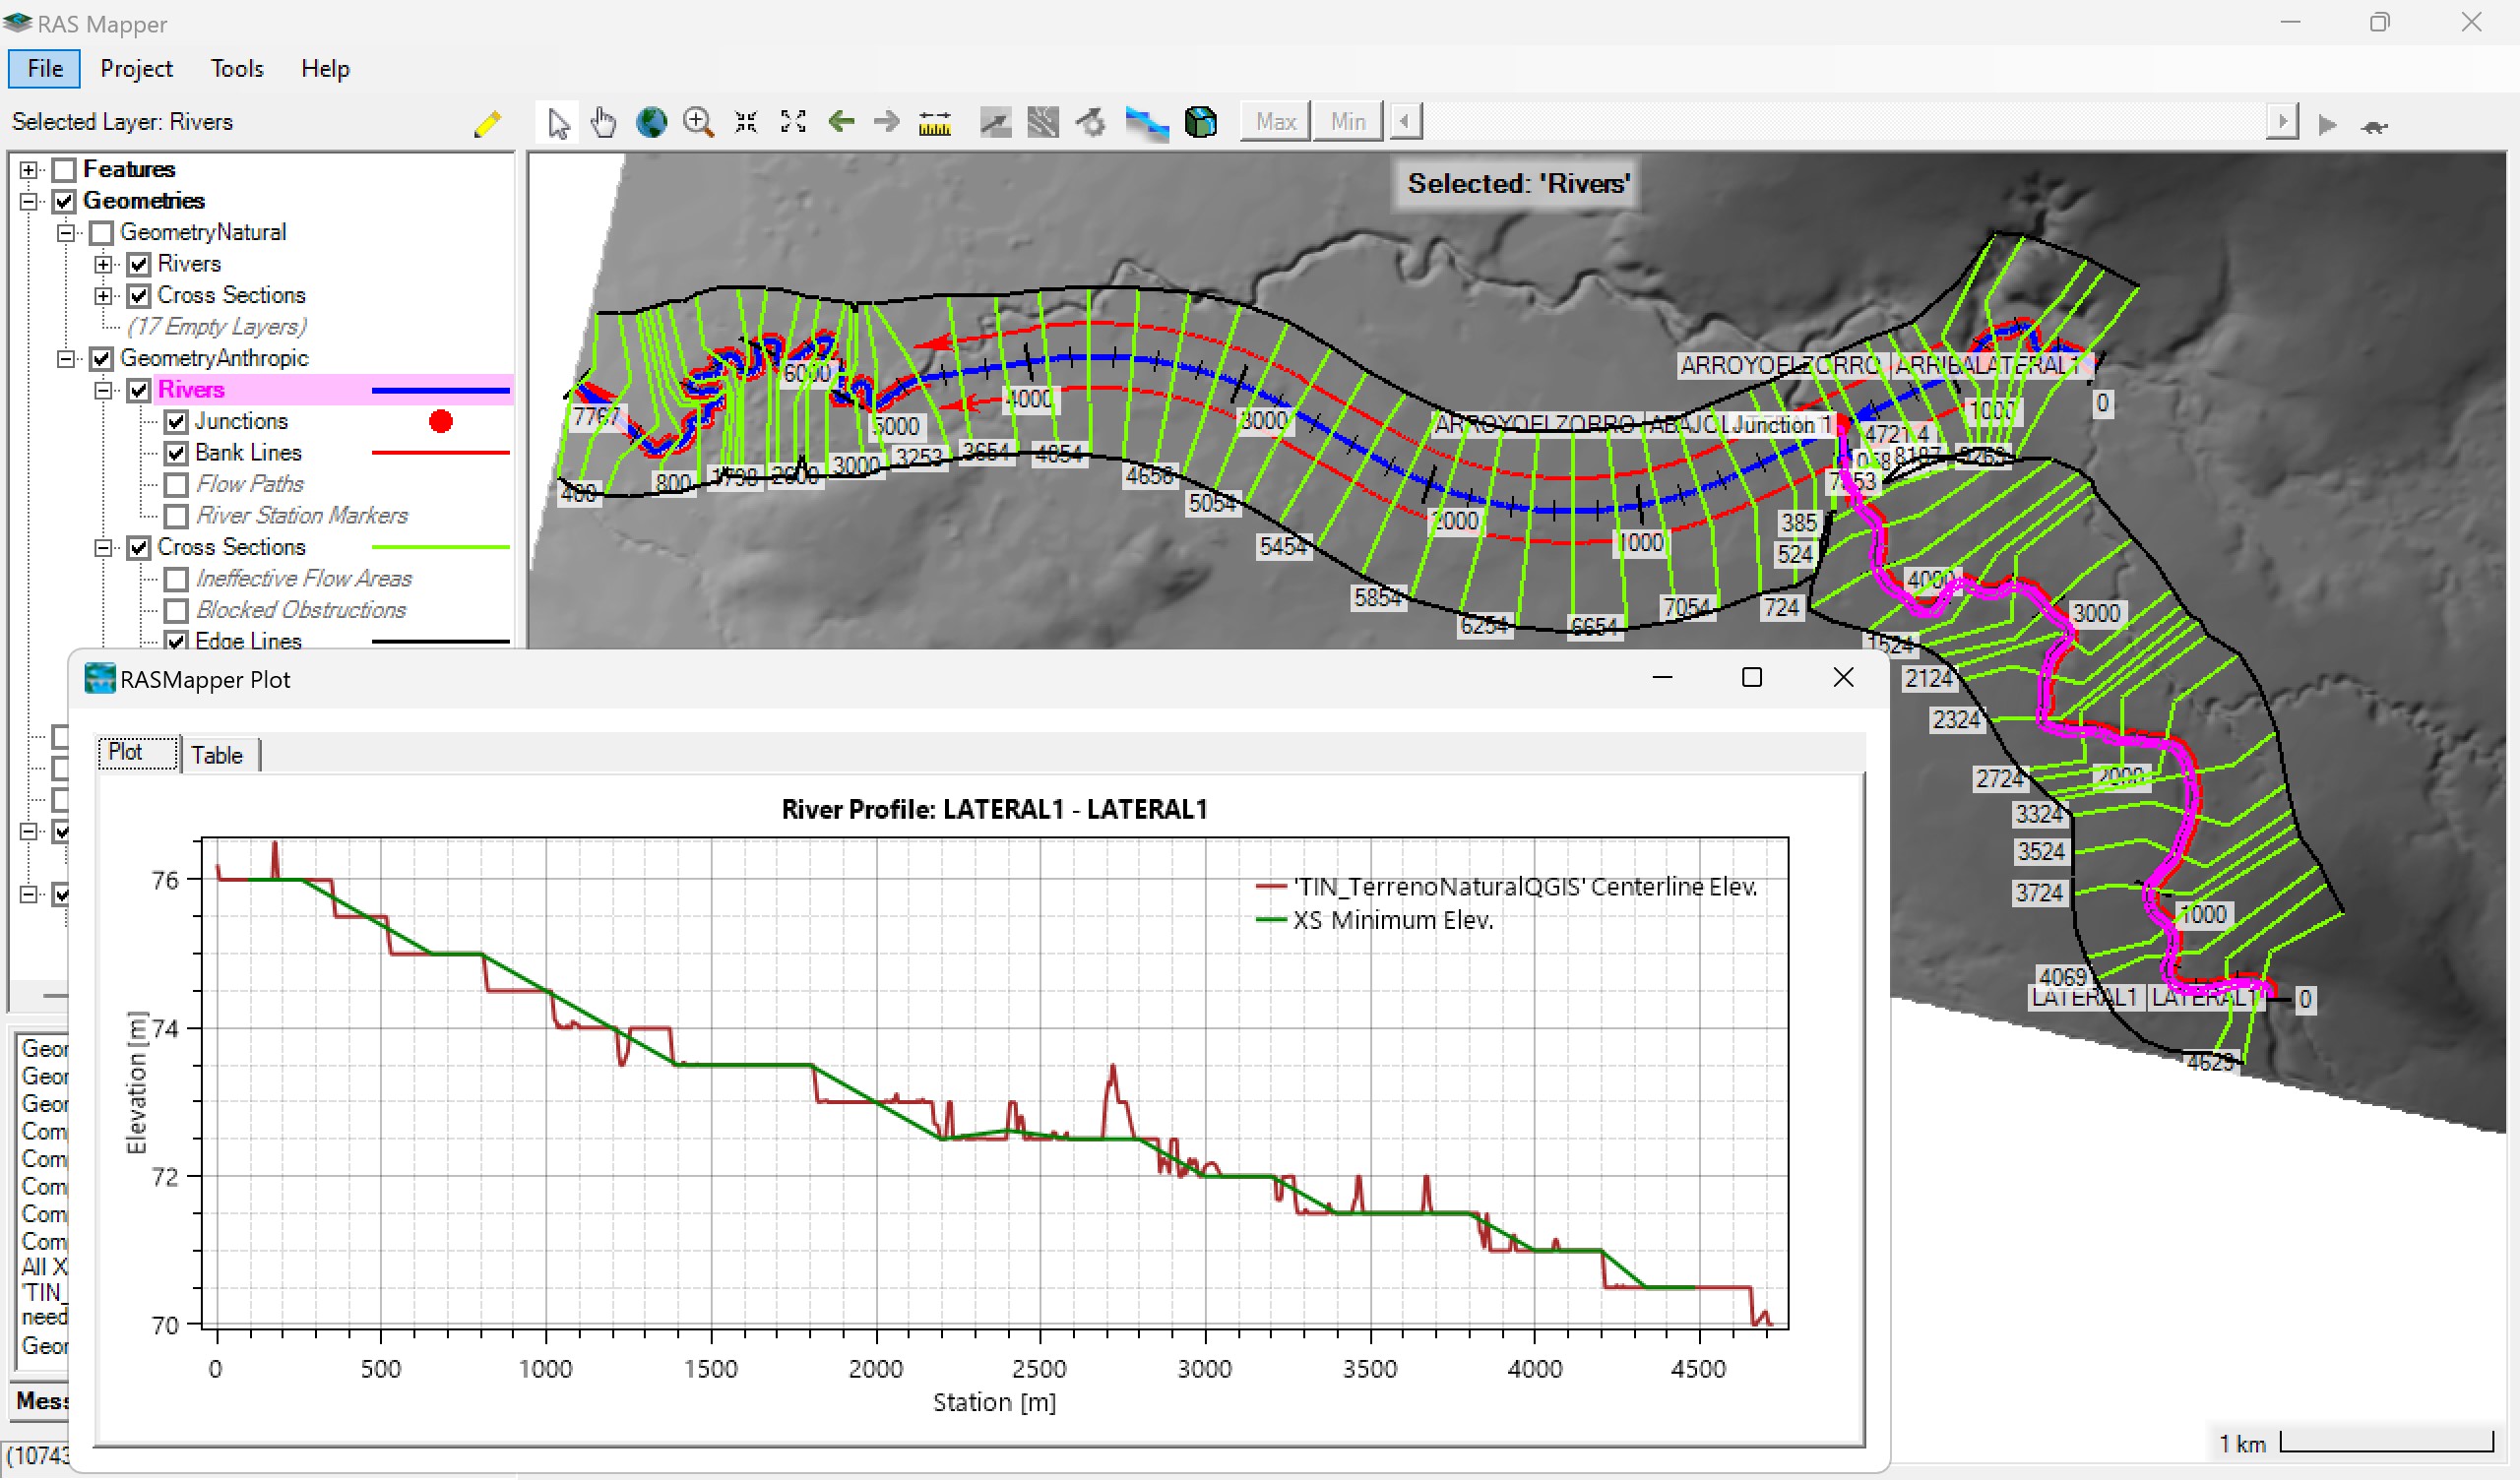 RAS Mapper
File Project Tools Help
Selected Layer: Rivers
Max Min
Features
Geometries
GeometryNatural
Rivers
Cross Sections
(17 Empty Layers)
GeometryAnthropic
Rivers
Junctions
Bank Lines
Flow Paths
River Station Markers
Cross Sections
Ineffective Flow Areas
Blocked Obstructions
Edge Lines
Selected: 'Rivers'
ARROYOELZORRO ARRIBALATERAL1
0
1000
ARROYOELZORRO ABAJOL Junction 1
4721.4
8187
9263
6000
7767
5000
4000
3000
2000
1000
400
800
1798
2600
3000
3253
3654
4054
4658
5054
5454
5854
6254
6654
7054
724
524
385
1524
2124
2324
2724
3324
3524
3724
4069
4629
4000
3000
2000
1000
LATERAL1 LATERAL1
0
RASMapper Plot
Plot Table
River Profile: LATERAL1 - LATERAL1
'TIN_TerrenoNaturalQGIS' Centerline Elev.
XS Minimum Elev.
Elevation [m]
76
74
72
70
0 500 1000 1500 2000 2500 3000 3500 4000 4500
Station [m]
Geor
Geor
Geor
Com
Com
Com
Com
Com
All X
'TIN_
need
Geor
Mess
(10743
1 km